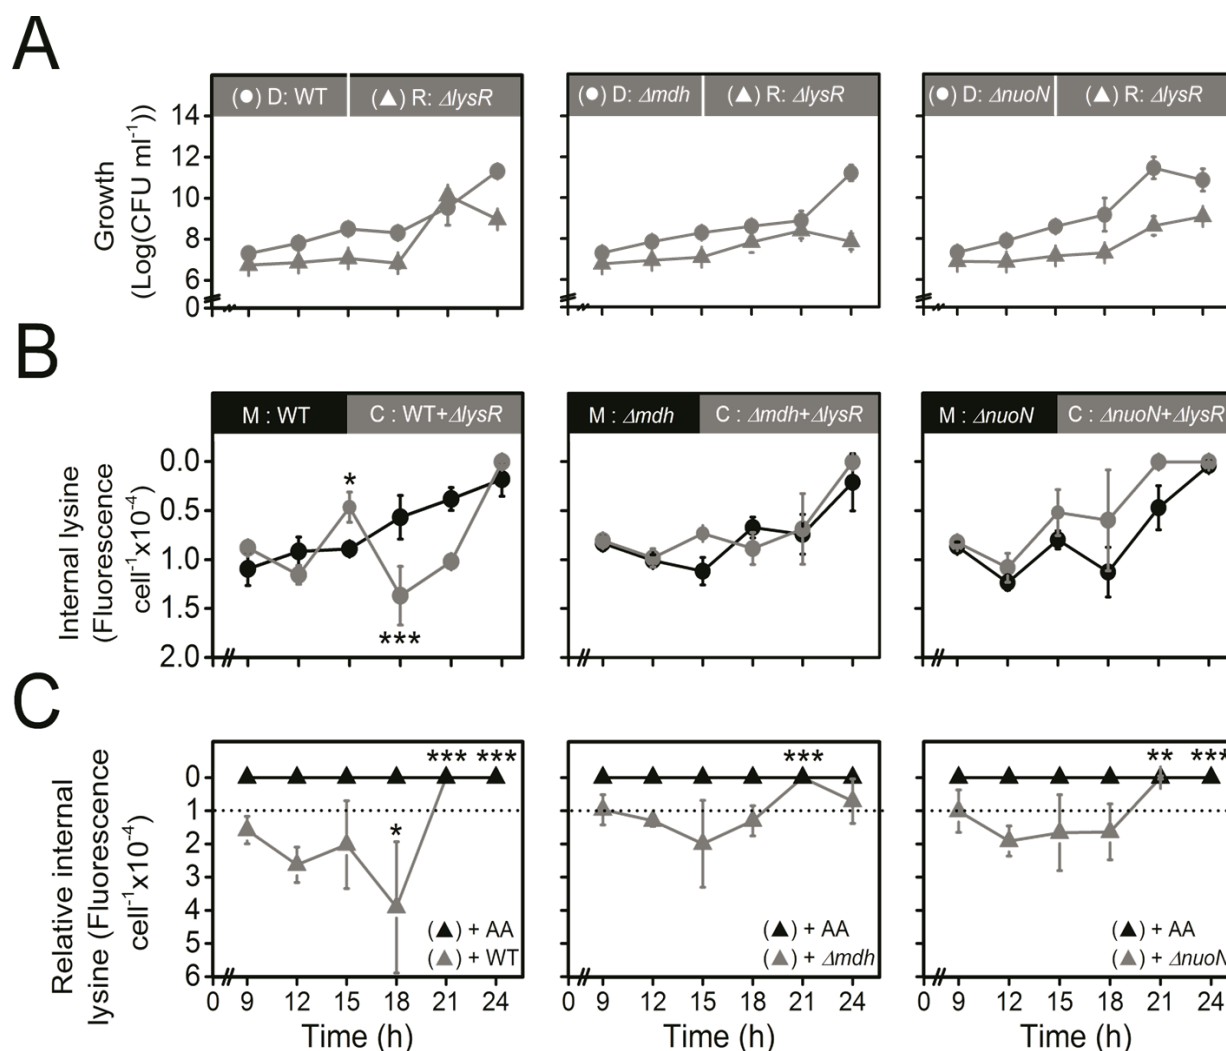 A
(●) D: WT (▲) R: ΔlysR
(●) D: Δmdh (▲) R: ΔlysR
(●) D: ΔnuoN (▲) R: ΔlysR
Growth
(Log(CFU ml⁻¹))
14
12
10
8
6
0
B
M : WT C : WT+ΔlysR
M : Δmdh C : Δmdh+ΔlysR
M : ΔnuoN C : ΔnuoN+ΔlysR
Internal lysine
(Fluorescence
cell⁻¹x10⁻⁴)
0.0
0.5
1.0
1.5
2.0
*
***
C
Relative internal
lysine (Fluorescence
cell⁻¹x10⁻⁴)
0
1
2
3
4
5
6
*** ***
*
(▲) + AA
(▲) + WT
***
(▲) + AA
(▲) + Δmdh
** ***
(▲) + AA
(▲) + ΔnuoN
0 9 12 15 18 21 24
0 9 12 15 18 21 24
0 9 12 15 18 21 24
Time (h)
Time (h)
Time (h)